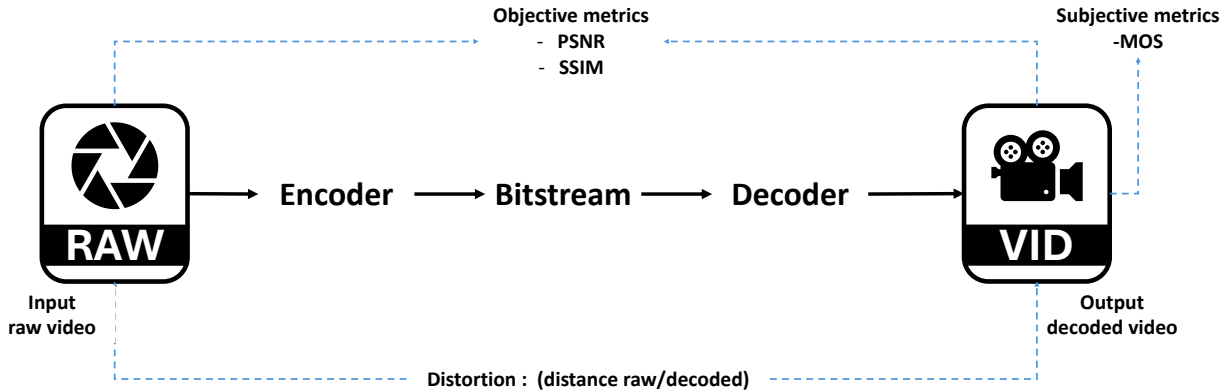 Objective metrics
- PSNR
- SSIM
Subjective metrics
-MOS
RAW
Encoder
Bitstream
Decoder
VID
Input
raw video
Output
decoded video
Distortion : (distance raw/decoded)